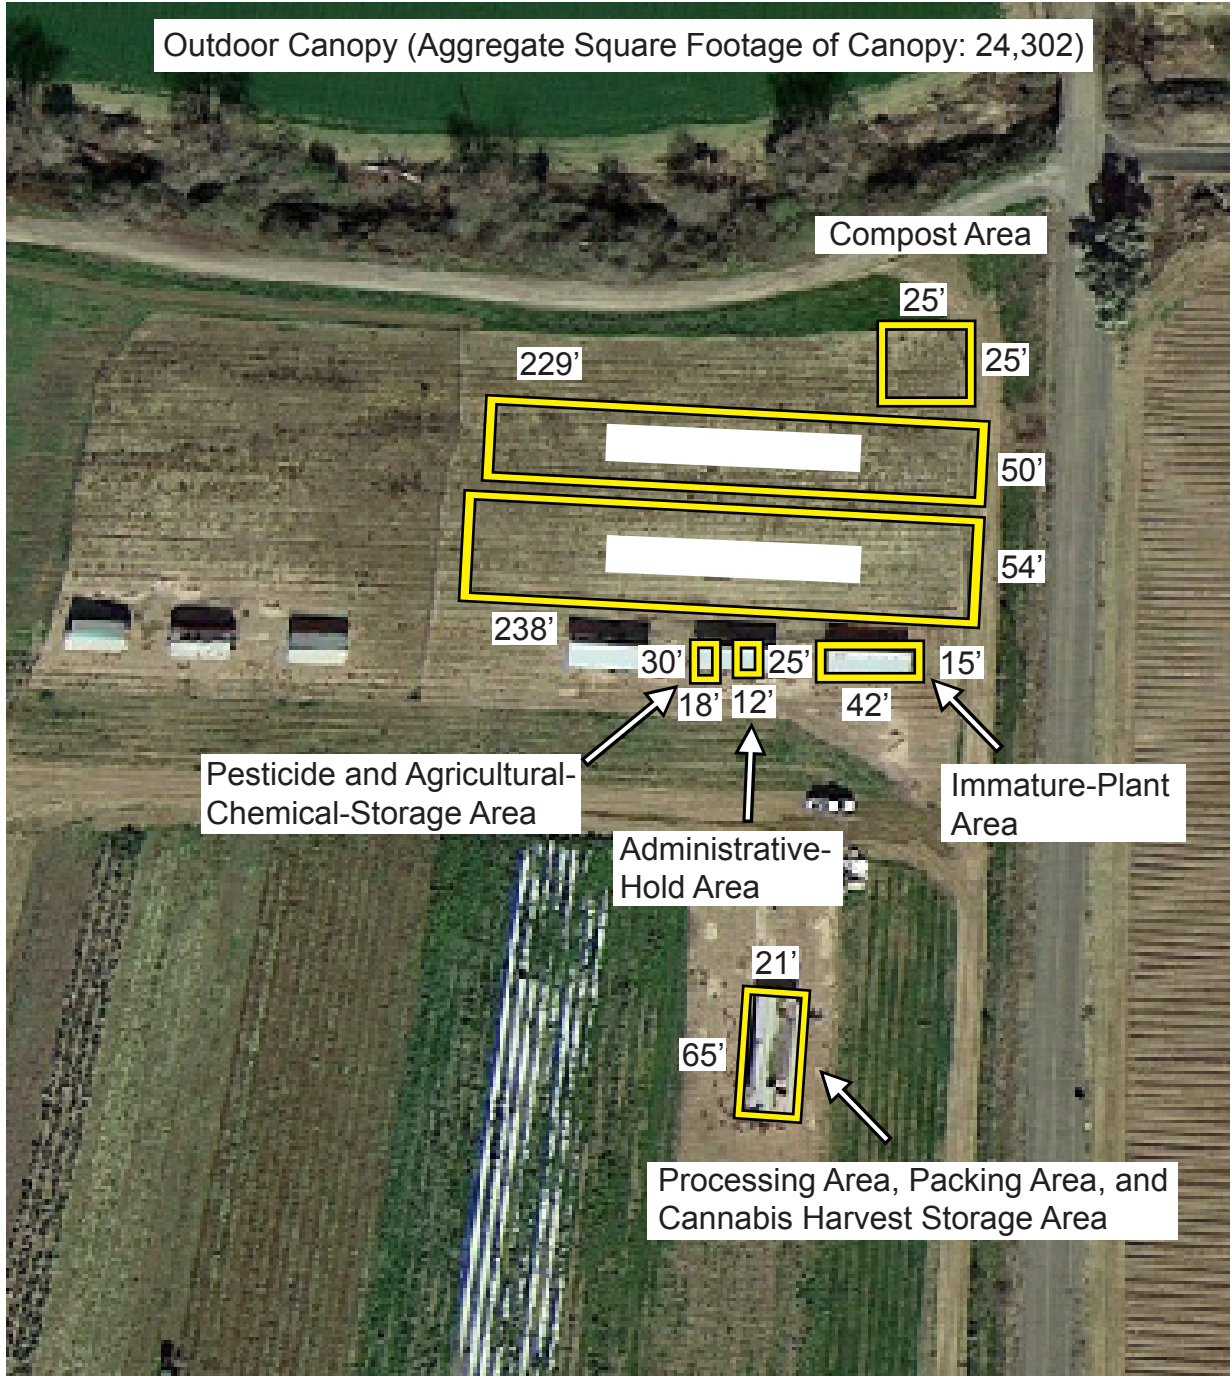 Outdoor Canopy (Aggregate Square Footage of Canopy: 24,302)
Compost Area
25’
25’
229’
50’
54’
238’
30’
18’
12’
25’
42’
15’
Pesticide and Agricultural-
Chemical-Storage Area
Administrative-
Hold Area
Immature-Plant
Area
21’
65’
Processing Area, Packing Area, and
Cannabis Harvest Storage Area